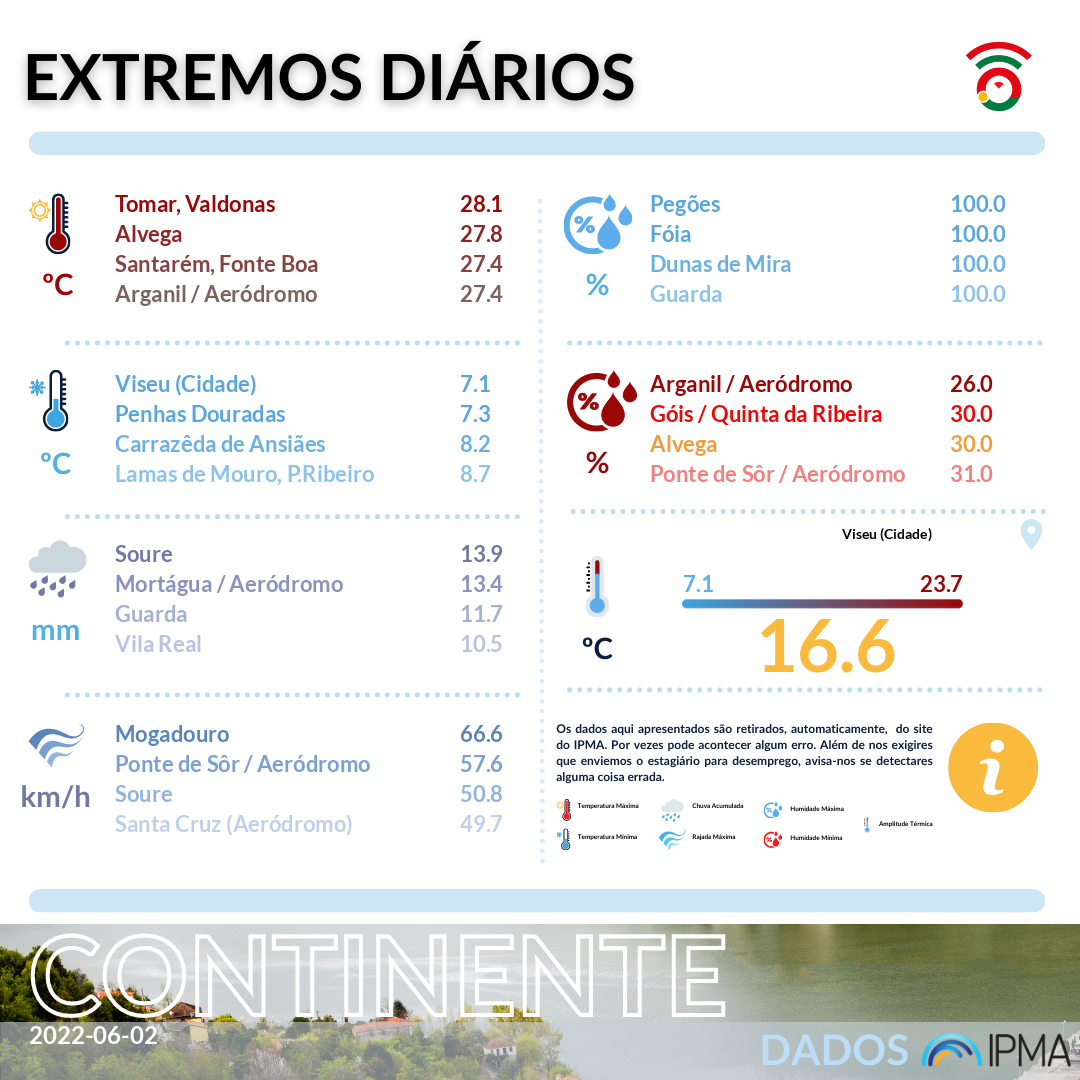 EXTREMOS DIÁRIOS
Tomar, Valdonas 28.1
Alvega 27.8
Santarém, Fonte Boa 27.4
Arganil / Aeródromo 27.4
ºC
Viseu (Cidade) 7.1
Penhas Douradas 7.3
Carrazêda de Ansiães 8.2
Lamas de Mouro, P.Ribeiro 8.7
ºC
Soure 13.9
Mortágua / Aeródromo 13.4
Guarda 11.7
Vila Real 10.5
mm
Mogadouro 66.6
Ponte de Sôr / Aeródromo 57.6
Soure 50.8
Santa Cruz (Aeródromo) 49.7
km/h
%
Pegões 100.0
Fóia 100.0
Dunas de Mira 100.0
Guarda 100.0
%
%
Arganil / Aeródromo 26.0
Góis / Quinta da Ribeira 30.0
Alvega 30.0
Ponte de Sôr / Aeródromo 31.0
%
Viseu (Cidade)
7.1 23.7
16.6
ºC
Os dados aqui apresentados são retirados, automaticamente, do site
do IPMA. Por vezes pode acontecer algum erro. Além de nos exigires
que enviemos o estagiário para desemprego, avisa-nos se detectares
alguma coisa errada.
i
Temperatura Máxima Chuva Acumulada % Humidade Máxima
Amplitude Térmica
Temperatura Mínima Rajada Máxima % Humidade Mínima
CONTINENTE
2022-06-02
DADOS IPMA